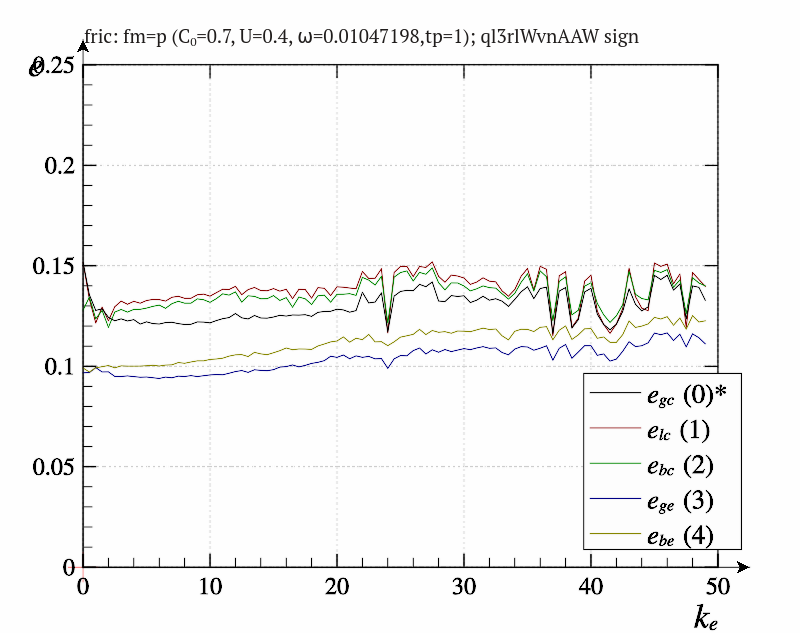 fric: fm=p (C₀=0.7, U=0.4, ω=0.01047198,tp=1); ql3rlWvnAAW sign
e
0.25
0.2
0.15
0.1
0.05
0
e_gc (0)*
e_lc (1)
e_bc (2)
e_ge (3)
e_be (4)
0 10 20 30 40 50
k_e